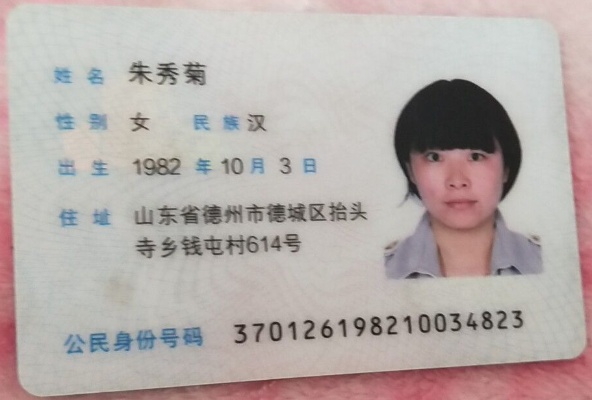 姓名 朱秀菊
性别 女 民族 汉
出生 1982 年 10 月 3 日
住址 山东省德州市德城区抬头
寺乡钱屯村614号
公民身份号码 370126198210034823